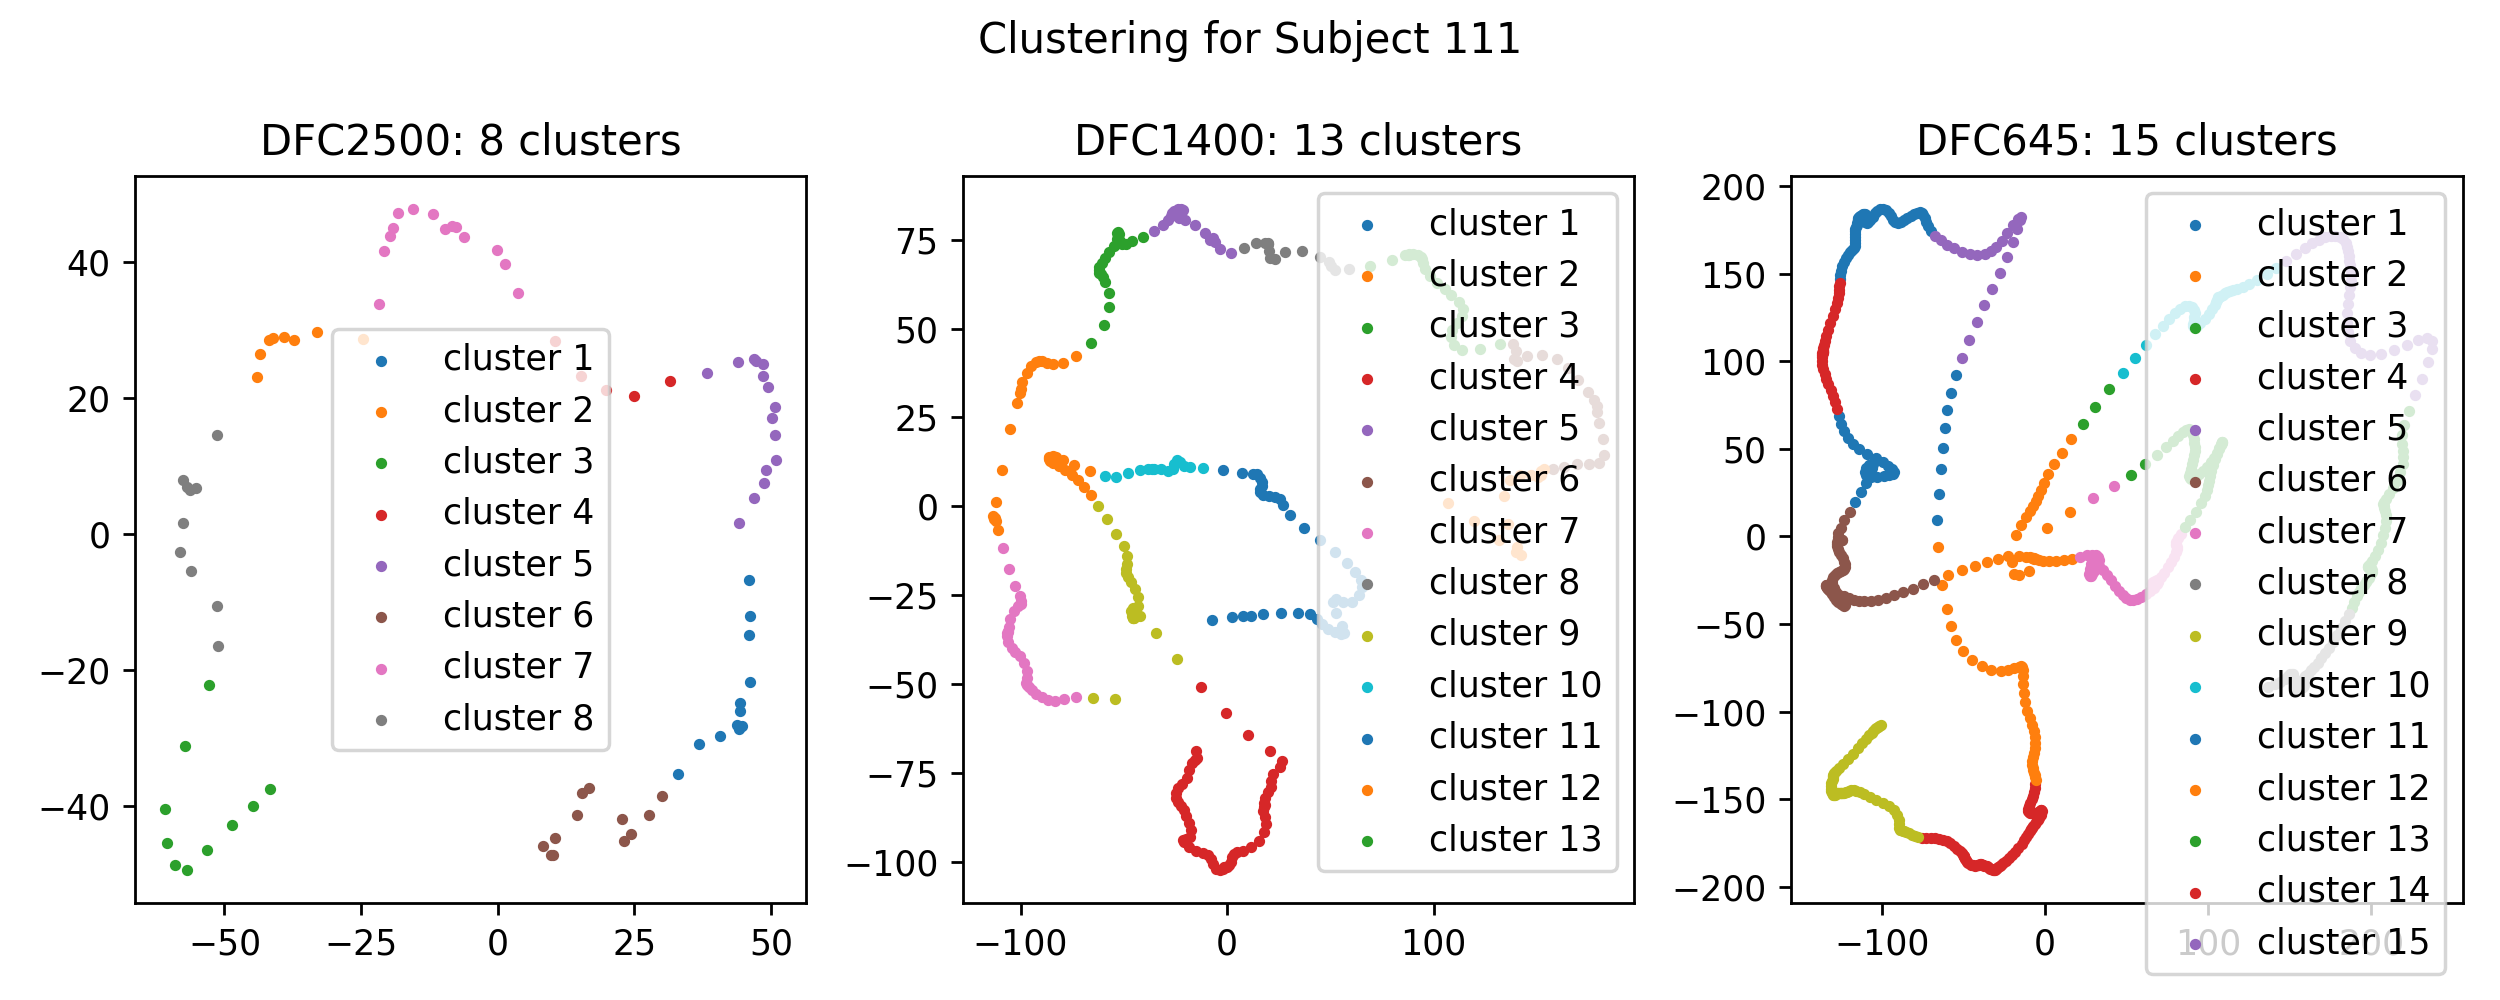 Clustering for Subject 111
DFC2500: 8 clusters
40
20
0
−20
−40
−50
−25
0
25
50
cluster 1
cluster 2
cluster 3
cluster 4
cluster 5
cluster 6
cluster 7
cluster 8
DFC1400: 13 clusters
75
50
25
0
−25
−50
−75
−100
−100
0
100
cluster 1
cluster 2
cluster 3
cluster 4
cluster 5
cluster 6
cluster 7
cluster 8
cluster 9
cluster 10
cluster 11
cluster 12
cluster 13
DFC645: 15 clusters
200
150
100
50
0
−50
−100
−150
−200
−100
0
100
200
cluster 1
cluster 2
cluster 3
cluster 4
cluster 5
cluster 6
cluster 7
cluster 8
cluster 9
cluster 10
cluster 11
cluster 12
cluster 13
cluster 14
cluster 15